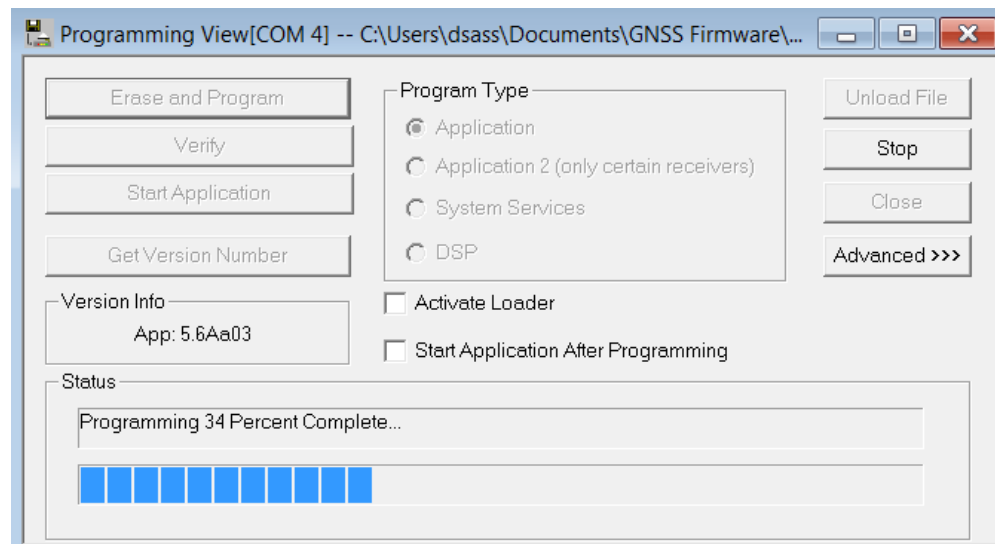 Programming View[COM 4] -- C:\Users\dsass\Documents\GNSS Firmware\...
Erase and Program
Verify
Start Application
Get Version Number
Program Type
Application
Application 2 (only certain receivers)
System Services
DSP
Unload File
Stop
Close
Advanced >>>
Version Info
App: 5.6Aa03
Activate Loader
Start Application After Programming
Status
Programming 34 Percent Complete...